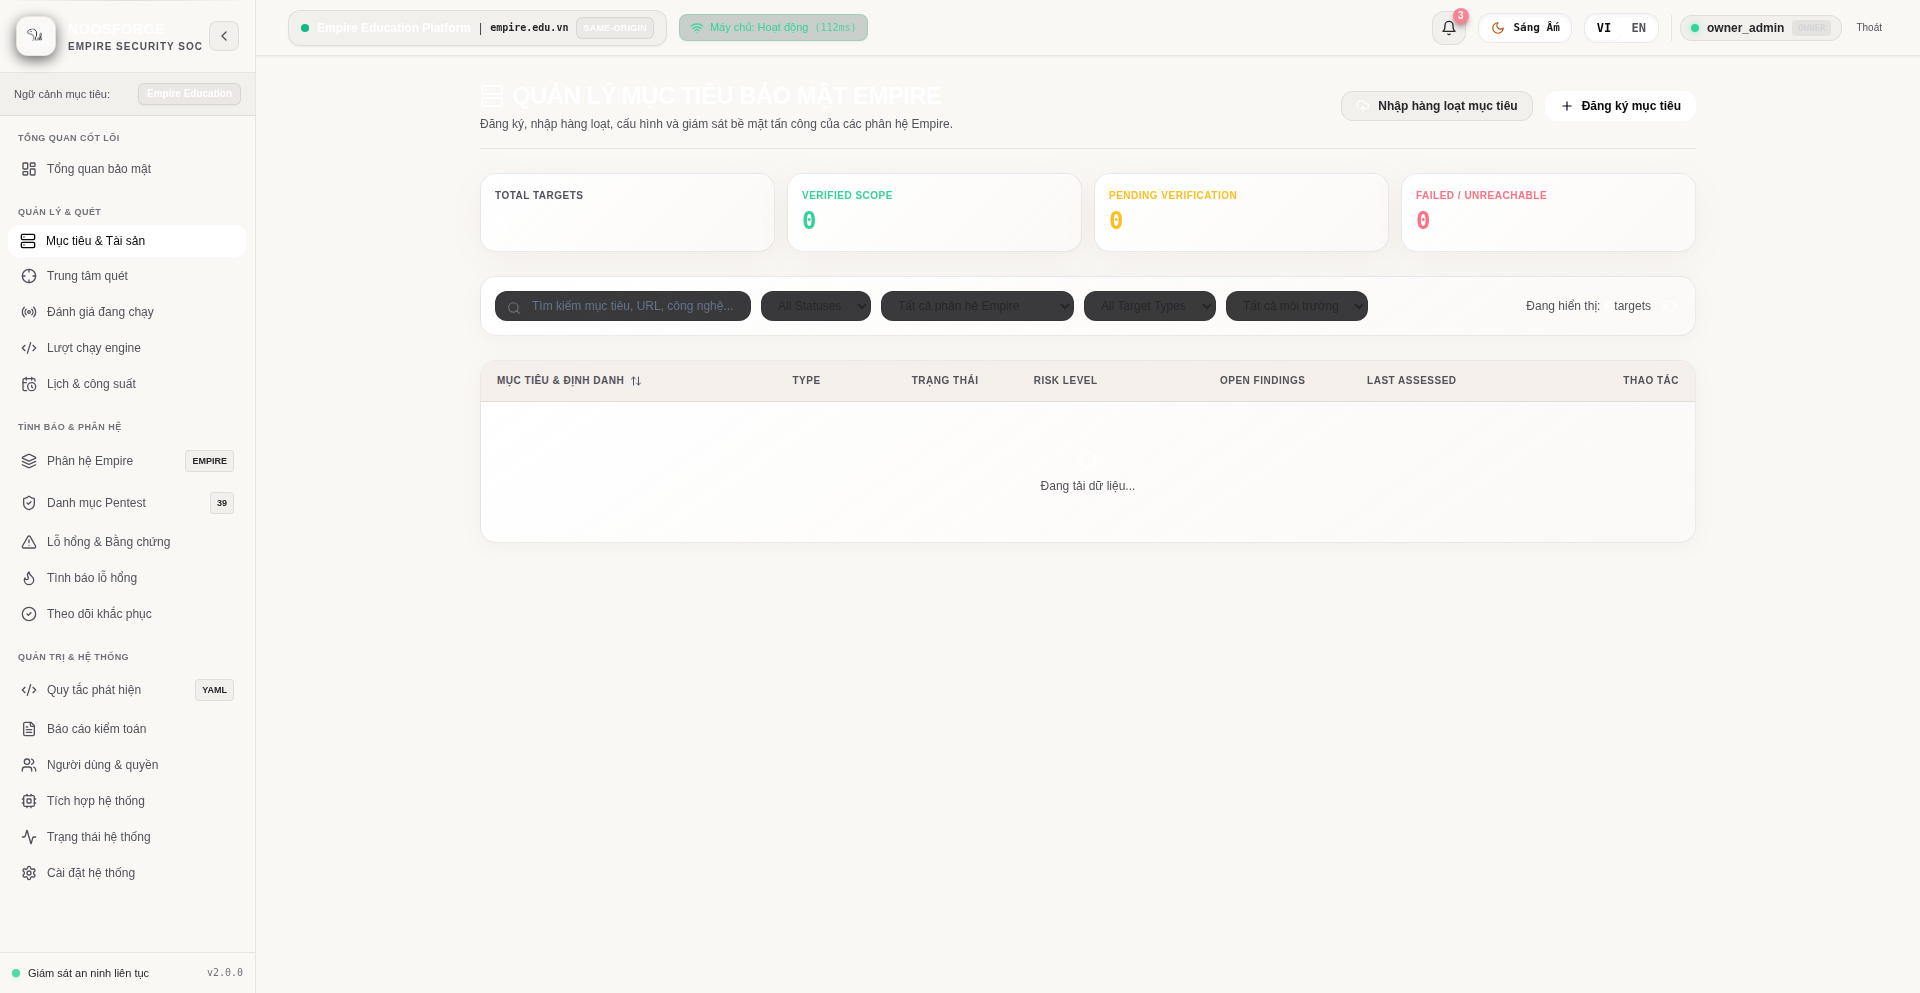 NOOSFORGE
EMPIRE SECURITY SOC
Ngữ cảnh mục tiêu:
Empire Education
TỔNG QUAN CỐT LÕI
Tổng quan bảo mật
QUẢN LÝ & QUÉT
Mục tiêu & Tài sản
Trung tâm quét
Đánh giá đang chạy
Lượt chạy engine
Lịch & công suất
TÌNH BÁO & PHÂN HỆ
Phân hệ Empire
EMPIRE
Danh mục Pentest
39
Lỗ hổng & Bằng chứng
Tình báo lỗ hổng
Theo dõi khắc phục
QUẢN TRỊ & HỆ THỐNG
Quy tắc phát hiện
YAML
Báo cáo kiểm toán
Người dùng & quyền
Tích hợp hệ thống
Trạng thái hệ thống
Cài đặt hệ thống
Giám sát an ninh liên tục
v2.0.0
Empire Education Platform | empire.edu.vn SAME-ORIGIN
Máy chủ: Hoạt động (112ms)
3
Sáng Ấm
VI EN
owner_admin OWNER
Thoát
QUẢN LÝ MỤC TIÊU BẢO MẬT EMPIRE
Đăng ký, nhập hàng loạt, cấu hình và giám sát bề mặt tấn công của các phân hệ Empire.
Nhập hàng loạt mục tiêu
Đăng ký mục tiêu
TOTAL TARGETS
VERIFIED SCOPE
0
PENDING VERIFICATION
0
FAILED / UNREACHABLE
0
Tìm kiếm mục tiêu, URL, công nghệ...
All Statuses
Tất cả phân hệ Empire
All Target Types
Tất cả môi trường
Đang hiển thị: targets
MỤC TIÊU & ĐỊNH DANH
TYPE
TRẠNG THÁI
RISK LEVEL
OPEN FINDINGS
LAST ASSESSED
THAO TÁC
Đang tải dữ liệu...